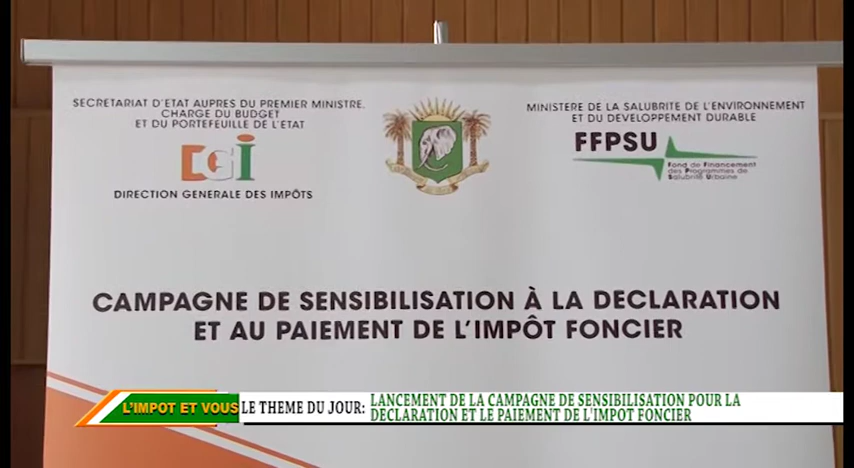 SECRETARIAT D'ETAT AUPRES DU PREMIER MINISTRE.
CHARGE DU BUDGET
ET DU PORTEFEUILLE DE L'ETAT
DGI
DIRECTION GENERALE DES IMPÔTS
MINISTERE DE LA SALUBRITE DE L'ENVIRONNEMENT
ET DU DEVELOPPEMENT DURABLE
FFPSU
Fond de Financement
des Programmes de
Salubrité Urbaine
CAMPAGNE DE SENSIBILISATION À LA DECLARATION
ET AU PAIEMENT DE L'IMPÔT FONCIER
L'IMPOT ET VOUS
LE THEME DU JOUR:
LANCEMENT DE LA CAMPAGNE DE SENSIBILISATION POUR LA
DECLARATION ET LE PAIEMENT DE L'IMPOT FONCIER